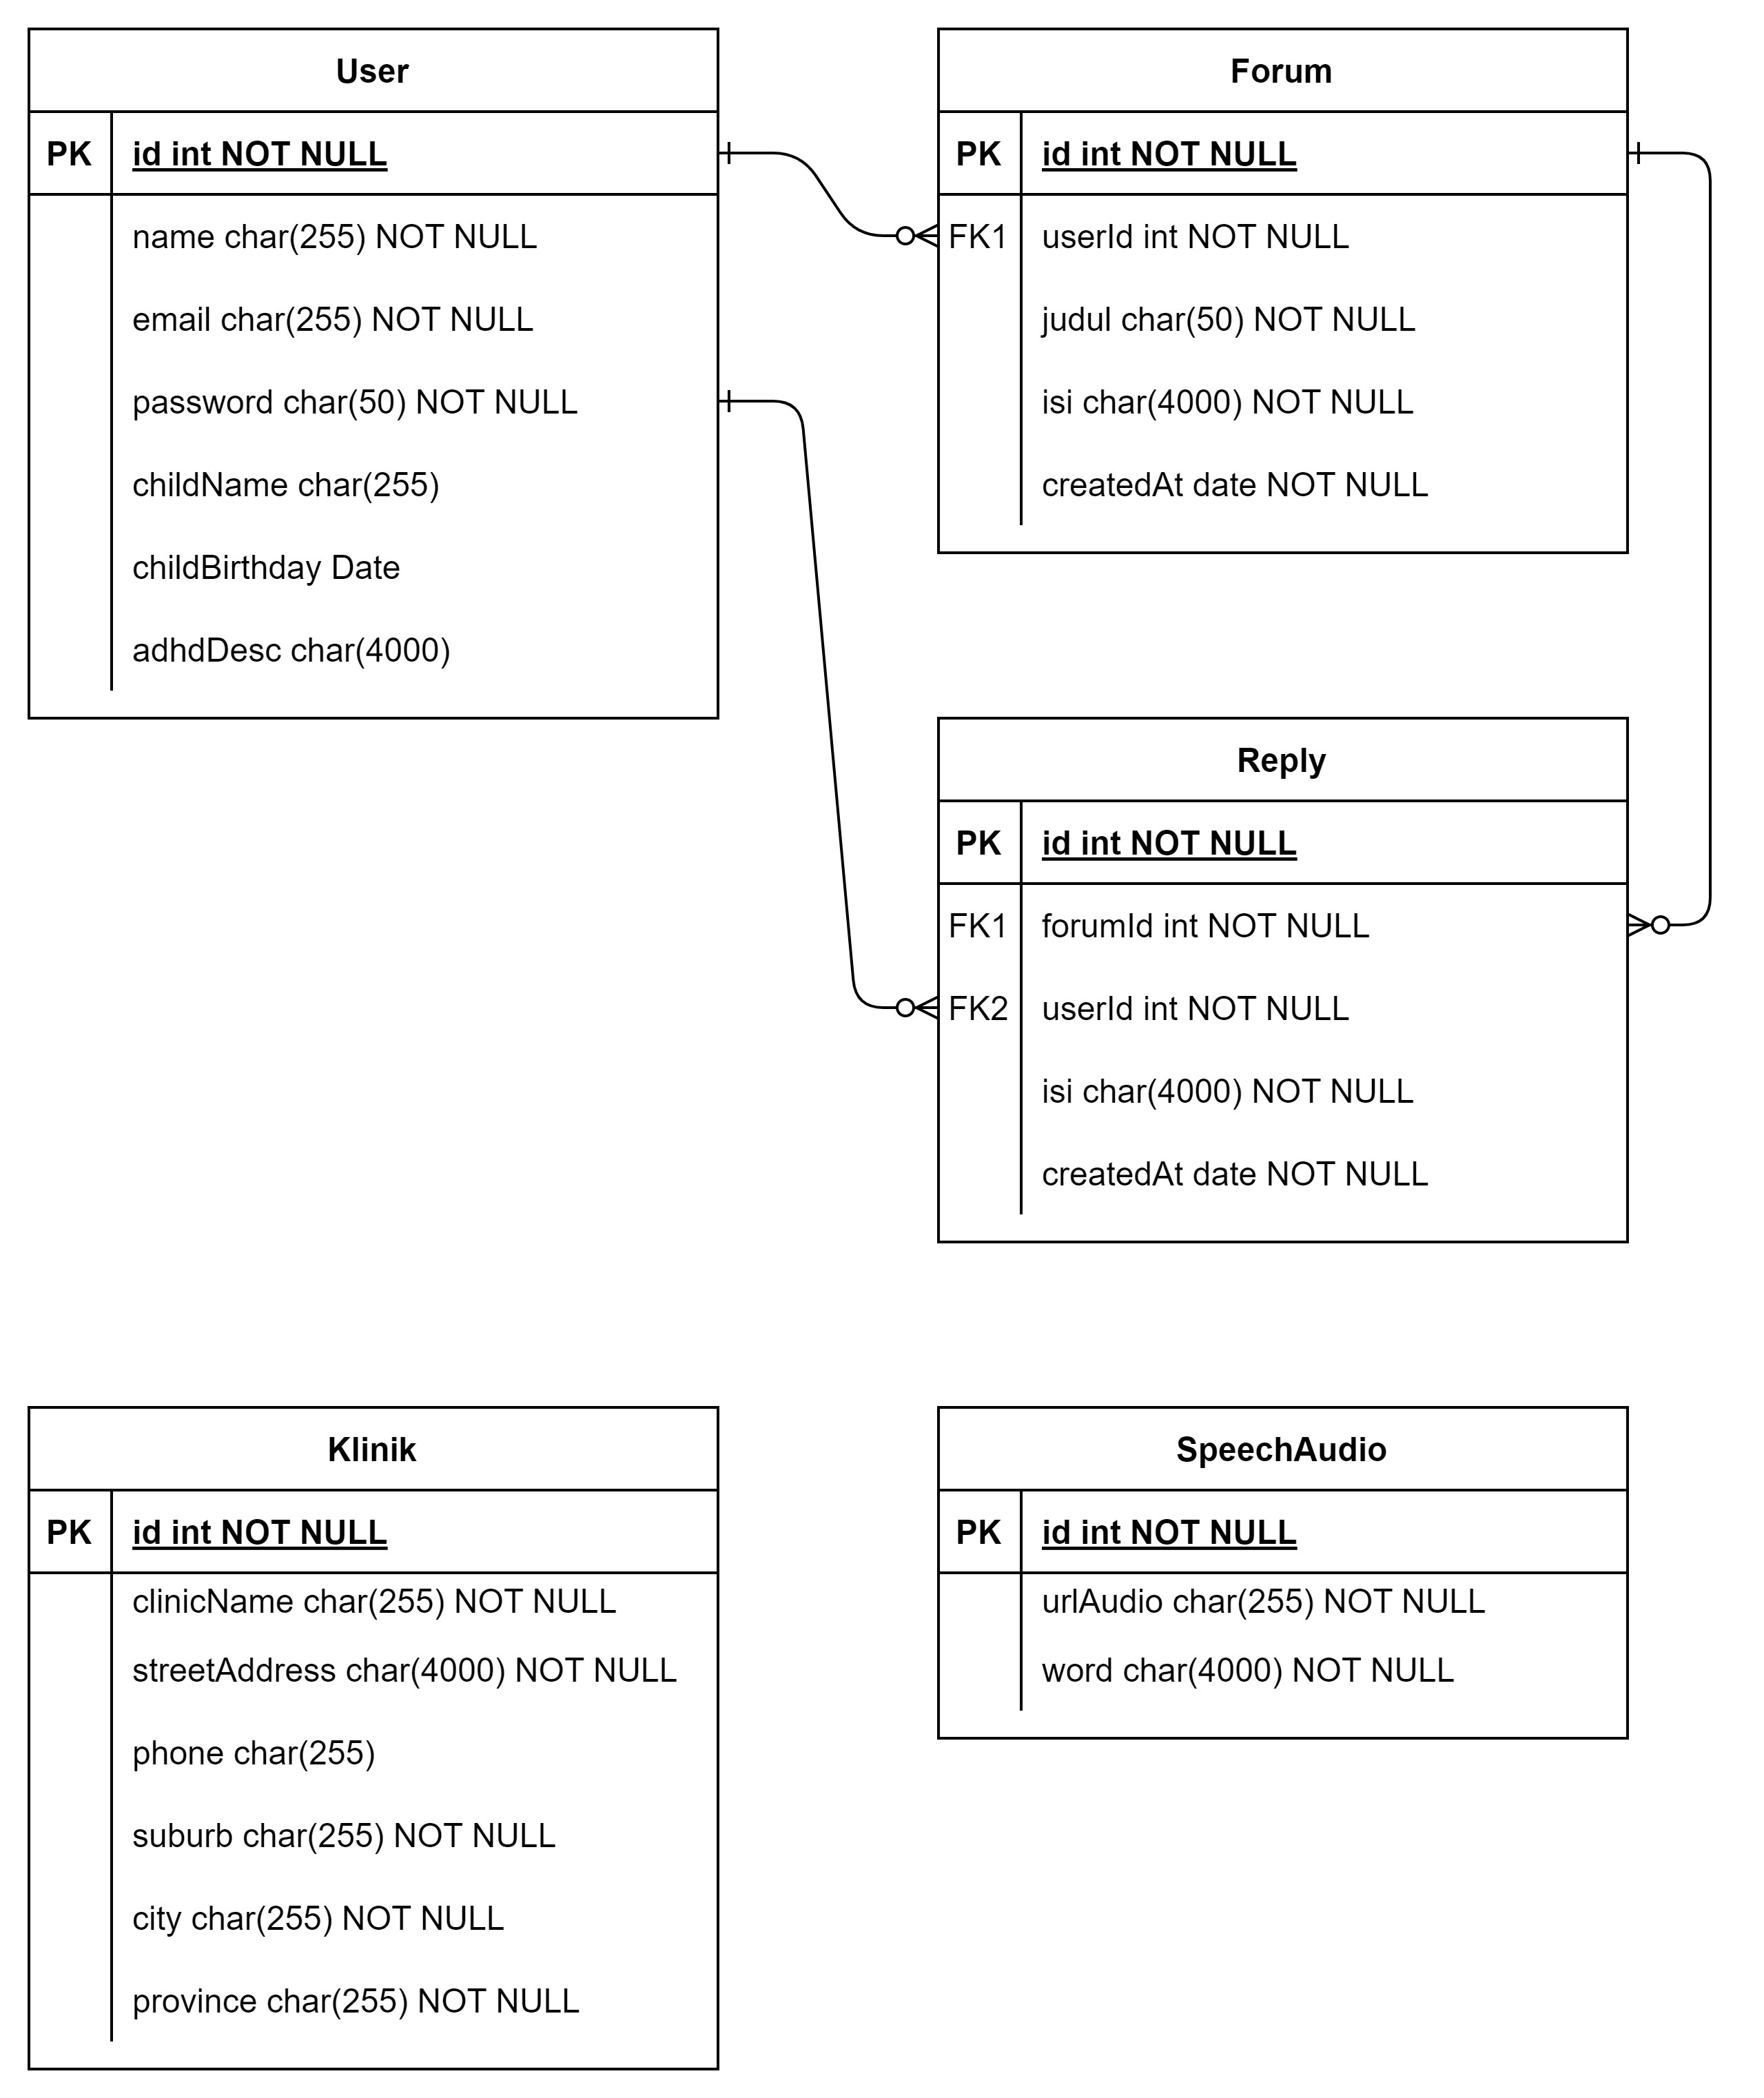 User
PK id int NOT NULL
name char(255) NOT NULL
email char(255) NOT NULL
password char(50) NOT NULL
childName char(255)
childBirthday Date
adhdDesc char(4000)
Forum
PK id int NOT NULL
FK1 userId int NOT NULL
judul char(50) NOT NULL
isi char(4000) NOT NULL
createdAt date NOT NULL
Reply
PK id int NOT NULL
FK1 forumId int NOT NULL
FK2 userId int NOT NULL
isi char(4000) NOT NULL
createdAt date NOT NULL
Klinik
PK id int NOT NULL
clinicName char(255) NOT NULL
streetAddress char(4000) NOT NULL
phone char(255)
suburb char(255) NOT NULL
city char(255) NOT NULL
province char(255) NOT NULL
SpeechAudio
PK id int NOT NULL
urlAudio char(255) NOT NULL
word char(4000) NOT NULL